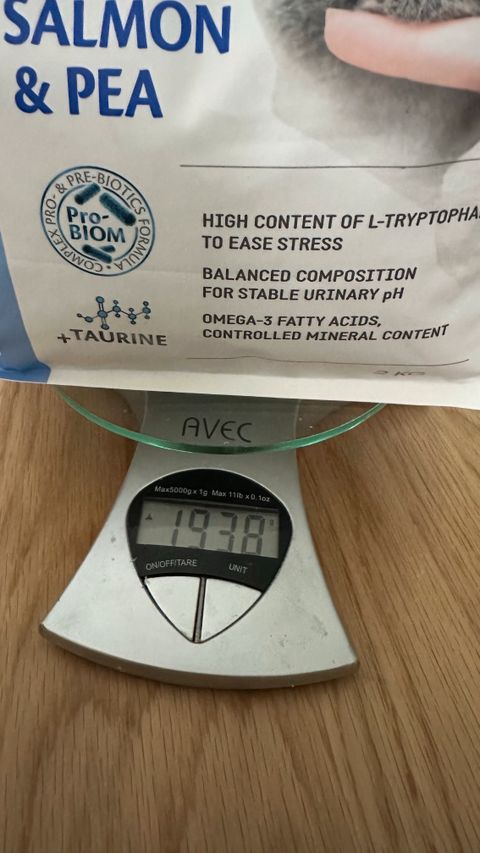 SALMON
& PEA
COMPLEX PRO- & PRE-BIOTICS FORMULA
Pro-
BIOM
HIGH CONTENT OF L-TRYPTOPHA
TO EASE STRESS
BALANCED COMPOSITION
FOR STABLE URINARY pH
+TAURINE
OMEGA-3 FATTY ACIDS,
CONTROLLED MINERAL CONTENT
2 KG
AVEC
Max5000g x 1g Max 11lb x 0.1oz
1938
ON/OFF/TARE UNIT